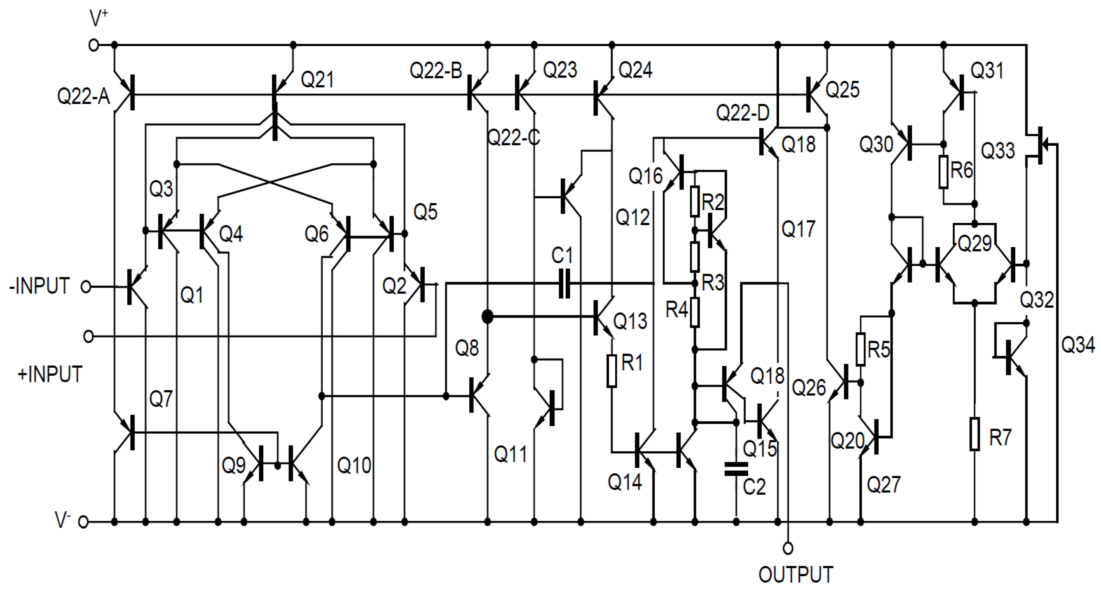 V+
Q22-A
Q21
Q22-B
Q23
Q24
Q22-C
Q22-D
Q25
Q18
Q31
Q30
Q33
R6
Q3
Q4
Q6
Q5
Q16
R2
Q12
Q17
Q29
-INPUT
Q1
Q2
C1
R3
R4
Q32
Q13
+INPUT
Q8
R1
R5
Q34
Q7
Q18
Q26
Q9
Q10
Q11
Q14
Q15
C2
Q20
Q27
R7
V-
OUTPUT